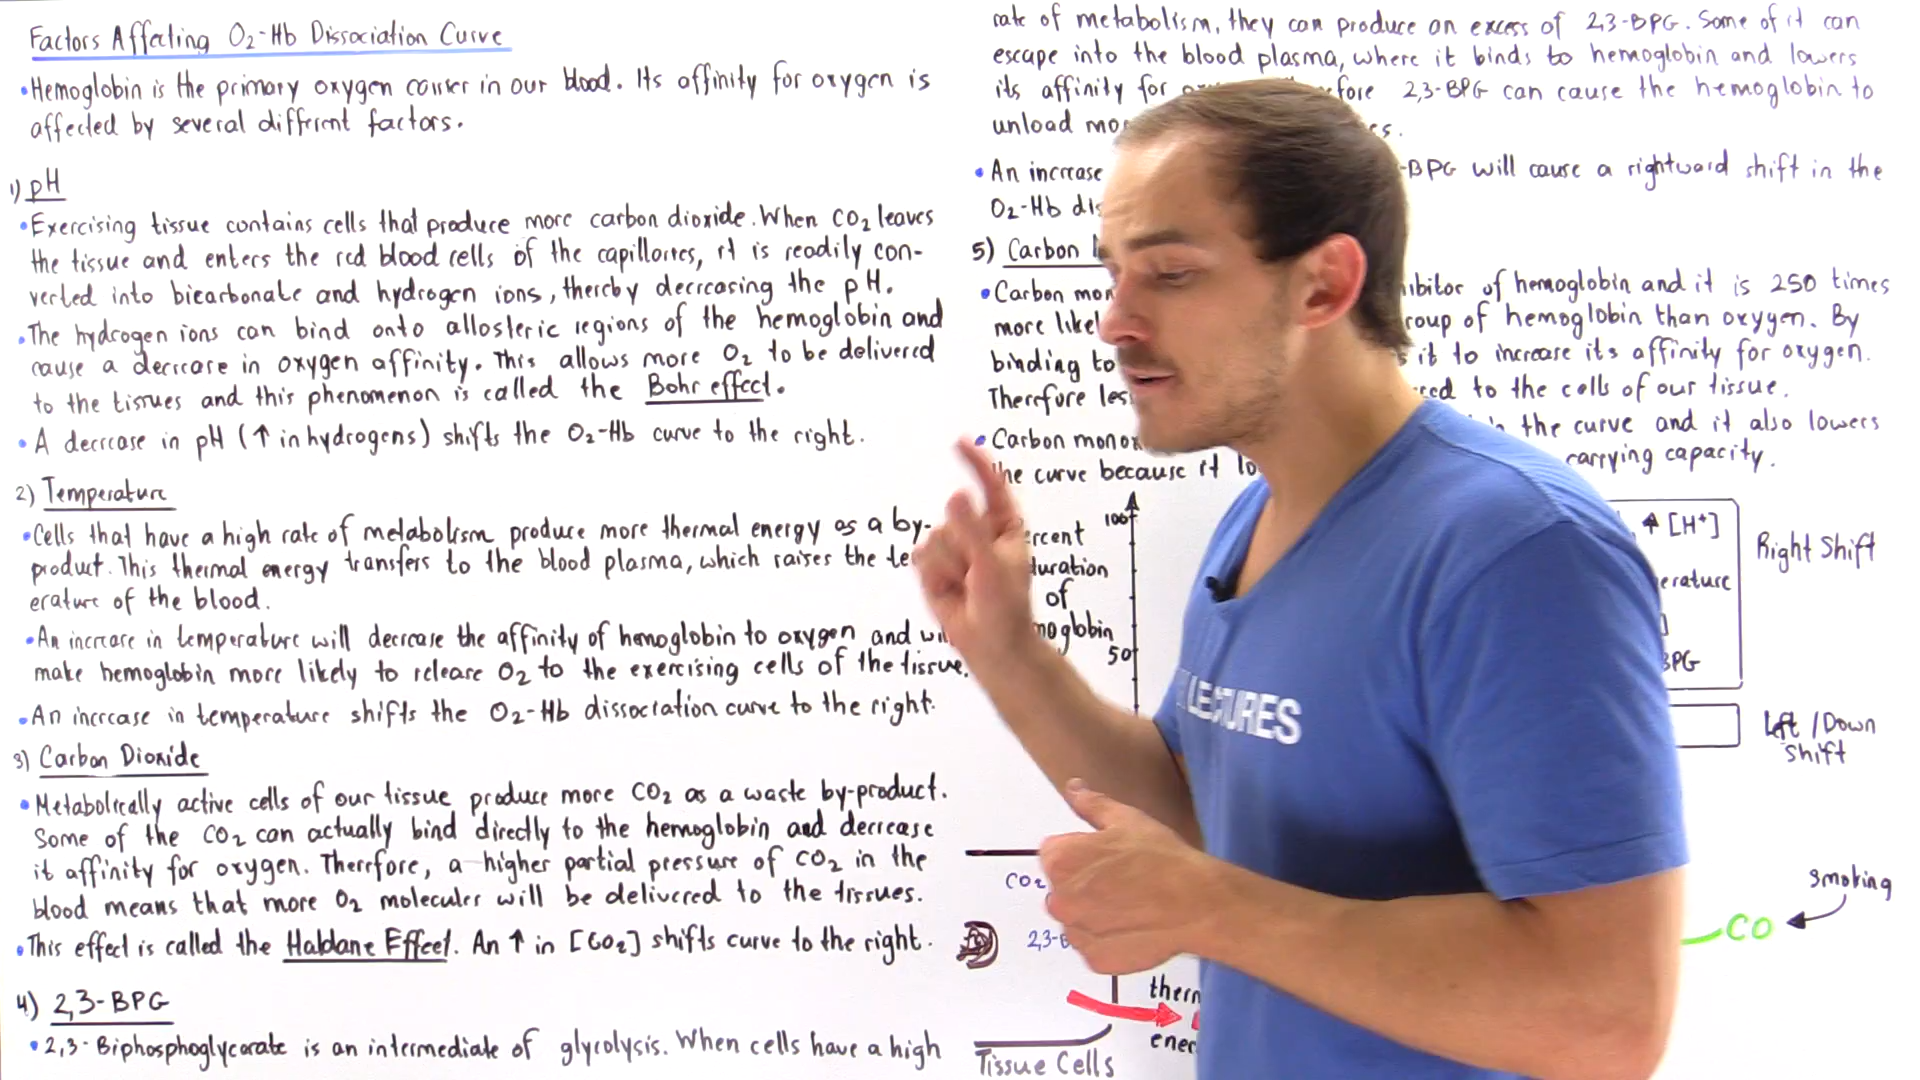 Factors Affecting O2-Hb Dissociation Curve
•Hemoglobin is the primary oxygen carrier in our blood. Its affinity for oxygen is
affected by several different factors.
1) pH
•Exercising tissue contains cells that produce more carbon dioxide. When CO2 leaves
the tissue and enters the red blood cells of the capillaries, it is readily con-
verted into bicarbonate and hydrogen ions, thereby decreasing the pH.
•The hydrogen ions can bind onto allosteric regions of the hemoglobin and
cause a decrease in oxygen affinity. This allows more O2 to be delivered
to the tissues and this phenomenon is called the Bohr effect.
•A decrease in pH (↑ in hydrogens) shifts the O2-Hb curve to the right.
2) Temperature
•Cells that have a high rate of metabolism produce more thermal energy as a by-
product. This thermal energy transfers to the blood plasma, which raises the te
erature of the blood.
•An increase in temperature will decrease the affinity of hemoglobin to oxygen and wi
make hemoglobin more likely to release O2 to the exercising cells of the tissue.
•An increase in temperature shifts the O2-Hb dissociation curve to the right.
3) Carbon Dioxide
•Metabolically active cells of our tissue produce more CO2 as a waste by-product.
Some of the CO2 can actually bind directly to the hemoglobin and decrease
it affinity for oxygen. Therefore, a higher partial pressure of CO2 in the
blood means that more O2 molecules will be delivered to the tissues.
•This effect is called the Haldane Effect. An ↑ in [CO2] shifts curve to the right.
4) 2,3-BPG
•2,3-Biphosphoglycerate is an intermediate of glycolysis. When cells have a high
rate of metabolism, they can produce an excess of 2,3-BPG. Some of it can
escape into the blood plasma, where it binds to hemoglobin and lowers
its affinity for fore 2,3-BPG can cause the hemoglobin to
unload mo es.
•An increase -BPG will cause a rightward shift in the
O2-Hb dis
5) Carbon
•Carbon mon ibitor of hemoglobin and it is 250 times
more likel roup of hemoglobin than oxygen. By
binding to s it to increase its affinity for oxygen.
Therefore les red to the cells of our tissue.
•Carbon monox the curve and it also lowers
the curve because it lo carrying capacity.
100
rcent
turation
of
moglobin
50
↑ [H+]
erature
]
BPG
Right Shift
Left/Down
Shift
LECTURES
CO2
2,3-B
therm
ener
Tissue Cells
CO
Smoking